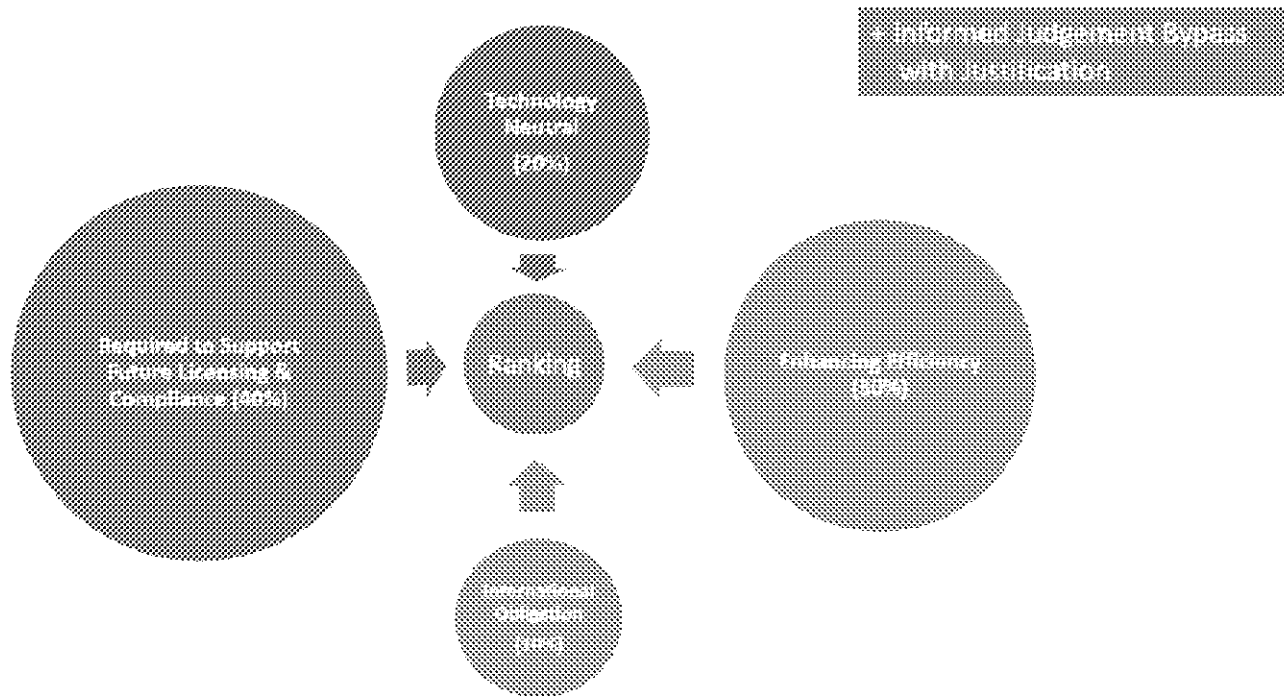 + Informed Judgement Bypass
with Justification
Technology
Neutral
(20%)
Required to Support
Future Licensing &
Compliance (40%)
Ranking
Enhancing Efficiency
(30%)
International
Obligation
(10%)